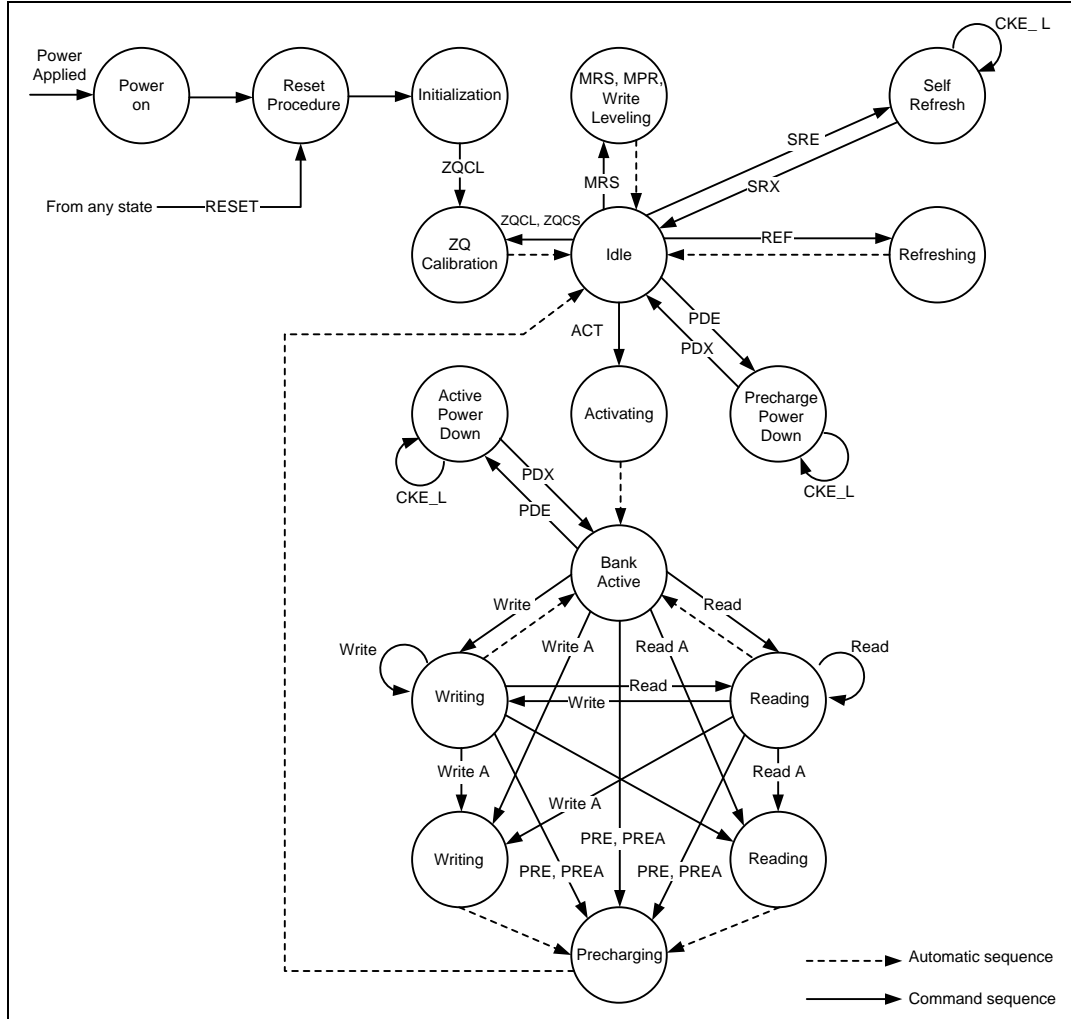 Power
Applied
Power
on
Reset
Procedure
Initialization
MRS, MPR,
Write
Leveling
CKE_ L
Self
Refresh
From any state
RESET
ZQCL
MRS
SRE
SRX
ZQCL, ZQCS
ZQ
Calibration
Idle
REF
Refreshing
ACT
PDE
PDX
Active
Power
Down
Activating
Precharge
Power
Down
CKE_L
PDX
PDE
CKE_L
Bank
Active
Write
Read
Write A
Read A
Write
Read
Writing
Read
Write
Reading
Write A
Read A
Write A
Writing
PRE, PREA
PRE, PREA
PRE, PREA
Reading
Precharging
Automatic sequence
Command sequence